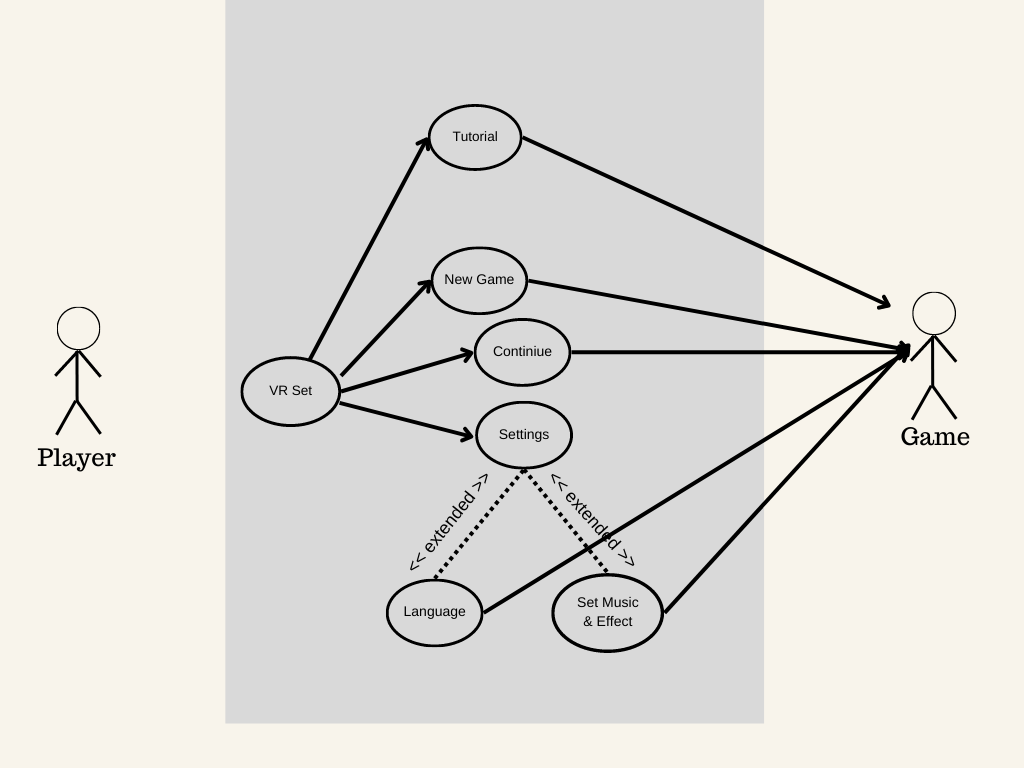 Tutorial
New Game
Continiue
VR Set
Settings
Player
Game
<< extended >>
<< extended >>
Language
Set Music
& Effect